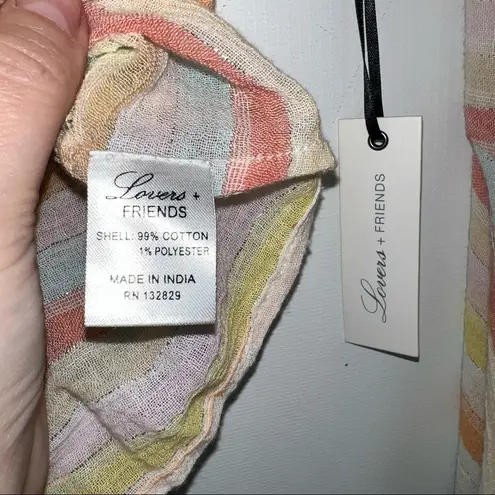 Lovers +
FRIENDS
SHELL: 99% COTTON
1% POLYESTER
MADE IN INDIA
RN 132829
Lovers + FRIENDS